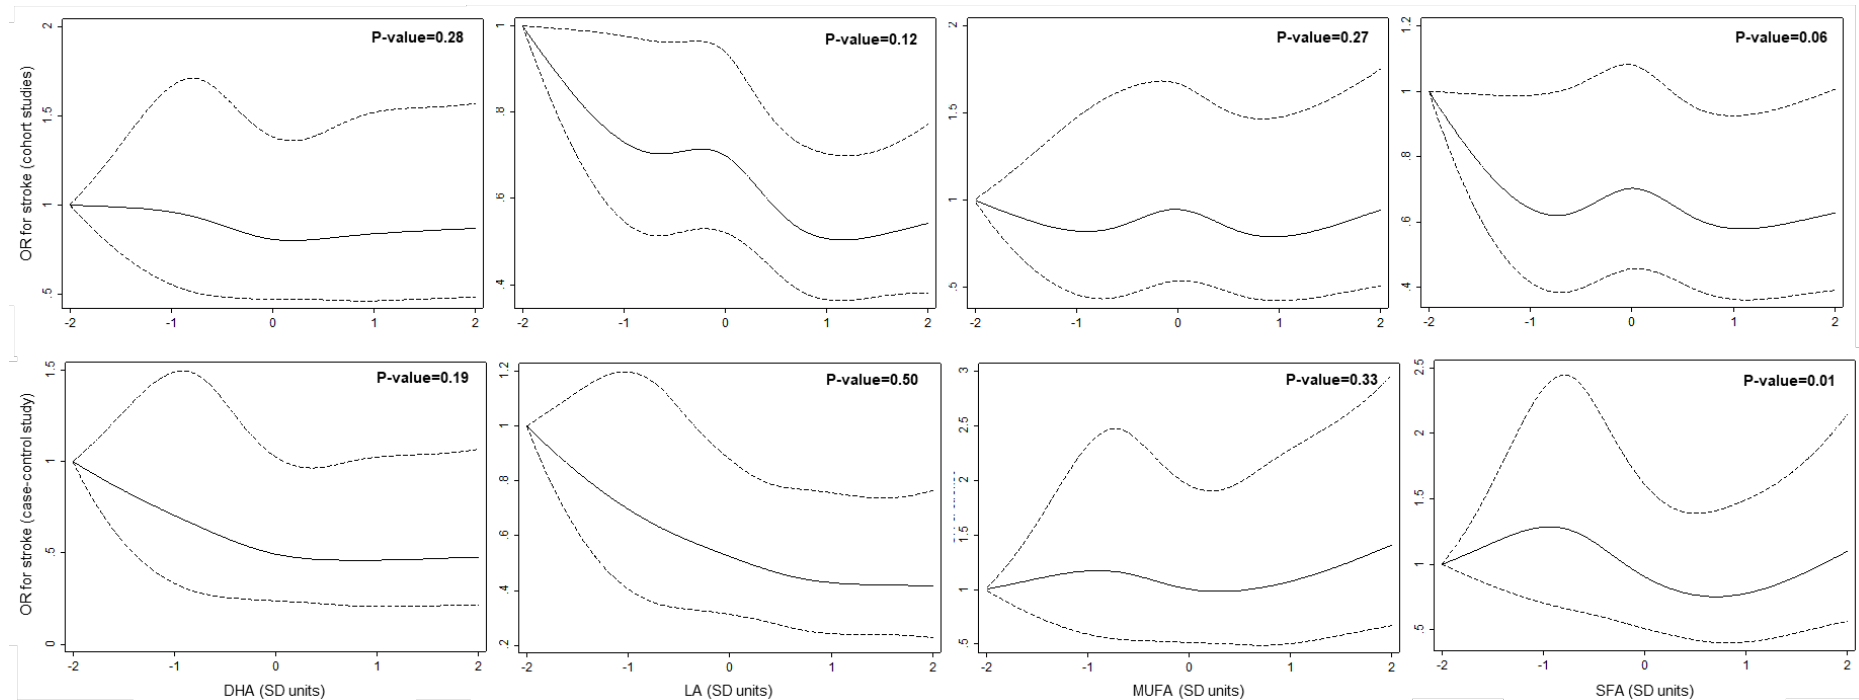 P-value=0.28
P-value=0.12
P-value=0.27
P-value=0.06
OR for stroke (cohort studies)
2
1.5
1
.5
1
.8
.6
.4
2
1.5
1
.5
1.2
1
.8
.6
.4
-2 -1 0 1 2
-2 -1 0 1 2
-2 -1 0 1 2
-2 -1 0 1 2
P-value=0.19
P-value=0.50
P-value=0.33
P-value=0.01
OR for stroke (case-control study)
1.5
1
.5
0
1.2
1
.8
.6
.4
.2
3
2.5
2
1.5
1
.5
2.5
2
1.5
1
.5
-2 -1 0 1 2
-2 -1 0 1 2
-2 -1 0 1 2
-2 -1 0 1 2
DHA (SD units)
LA (SD units)
MUFA (SD units)
SFA (SD units)